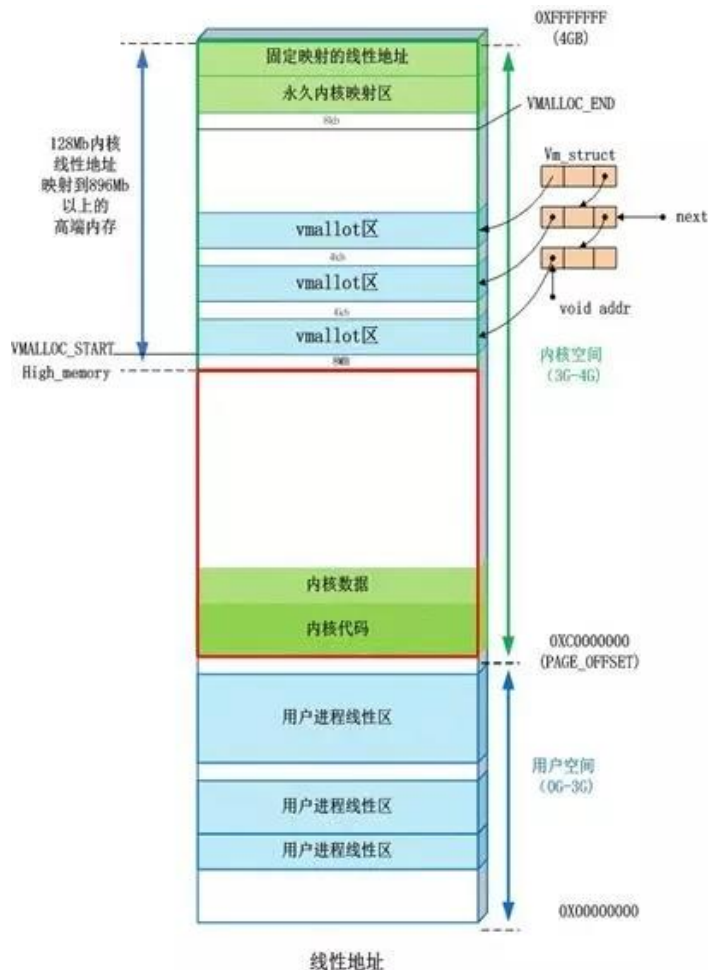 0XFFFFFFF
(4GB)
固定映射的线性地址
永久内核映射区
8kb
VMALLOC_END
128Mb内核
线性地址
映射到896Mb
以上的
高端内存
Vm_struct
next
void addr
vmallot区
4kb
vmallot区
vmallot区
VMALLOC_START
High_memory
8MB
内核空间
(3G-4G)
内核数据
内核代码
0XC0000000
(PAGE_OFFSET)
用户进程线性区
用户空间
(0G-3G)
用户进程线性区
用户进程线性区
0X00000000
线性地址